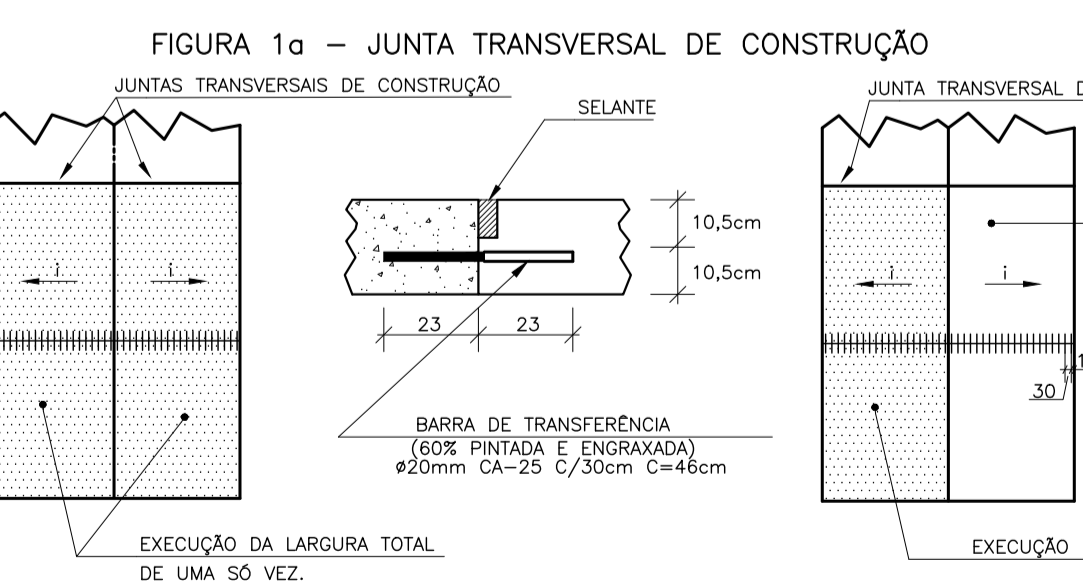 FIGURA 1a – JUNTA TRANSVERSAL DE CONSTRUÇÃO
JUNTAS TRANSVERSAIS DE CONSTRUÇÃO
SELANTE
JUNTA TRANSVERSAL D
10,5cm
10,5cm
i
i
i
i
23
23
30
1
BARRA DE TRANSFERÊNCIA
(60% PINTADA E ENGRAXADA)
ø20mm CA–25 C/30cm C=46cm
EXECUÇÃO DA LARGURA TOTAL
DE UMA SÓ VEZ.
EXECUÇÃO